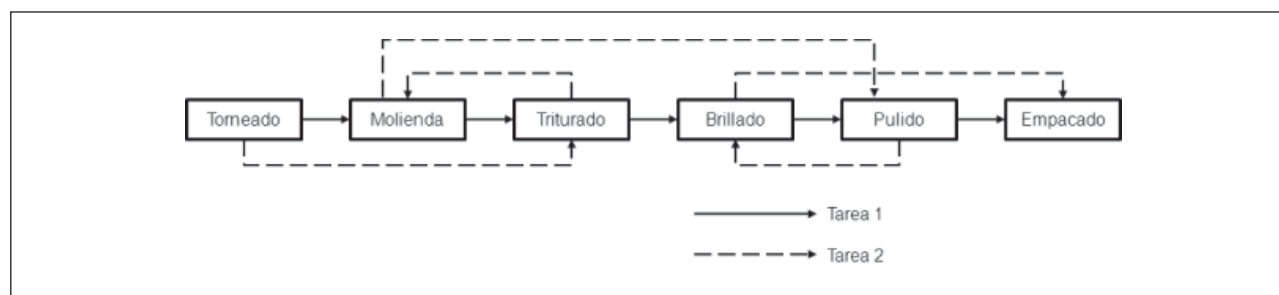 Torneado
Molienda
Triturado
Brillado
Pulido
Empacado
Tarea 1
Tarea 2